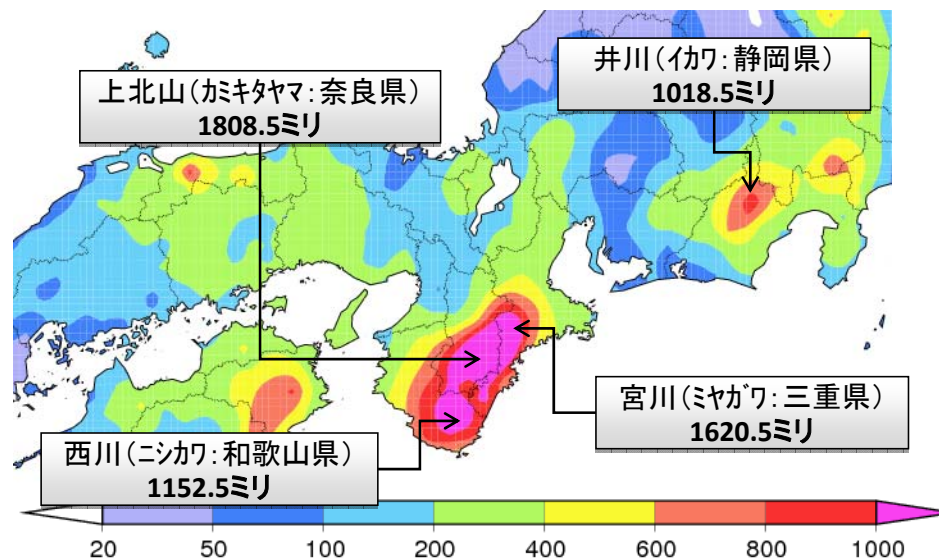 井川(ｲｶﾜ:静岡県)
1018.5ミリ
上北山(ｶﾐｷﾀﾔﾏ:奈良県)
1808.5ミリ
宮川(ﾐﾔｶﾞﾜ:三重県)
1620.5ミリ
西川(ﾆｼｶﾜ:和歌山県)
1152.5ミリ
20 50 100 200 400 600 800 1000